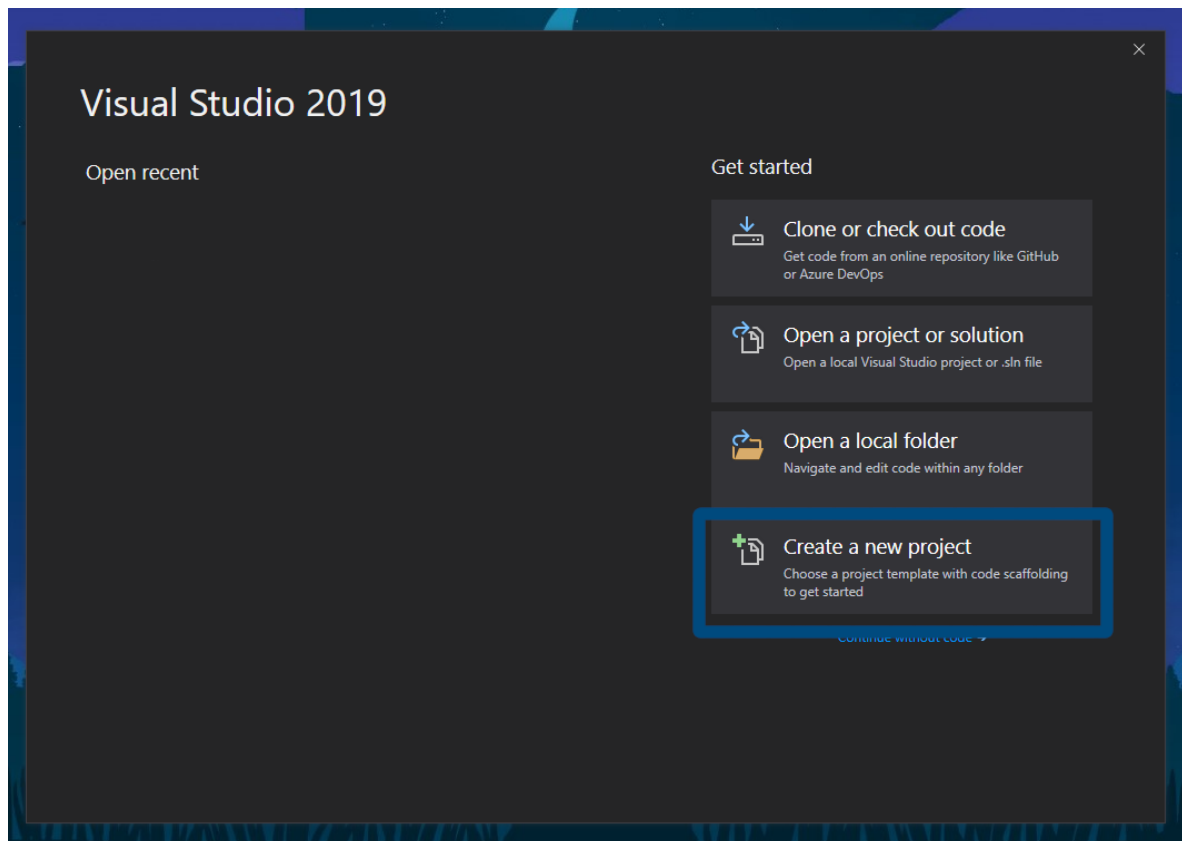 Visual Studio 2019
Open recent
Get started
Clone or check out code
Get code from an online repository like GitHub
or Azure DevOps
Open a project or solution
Open a local Visual Studio project or .sln file
Open a local folder
Navigate and edit code within any folder
Create a new project
Choose a project template with code scaffolding
to get started
Continue without code →